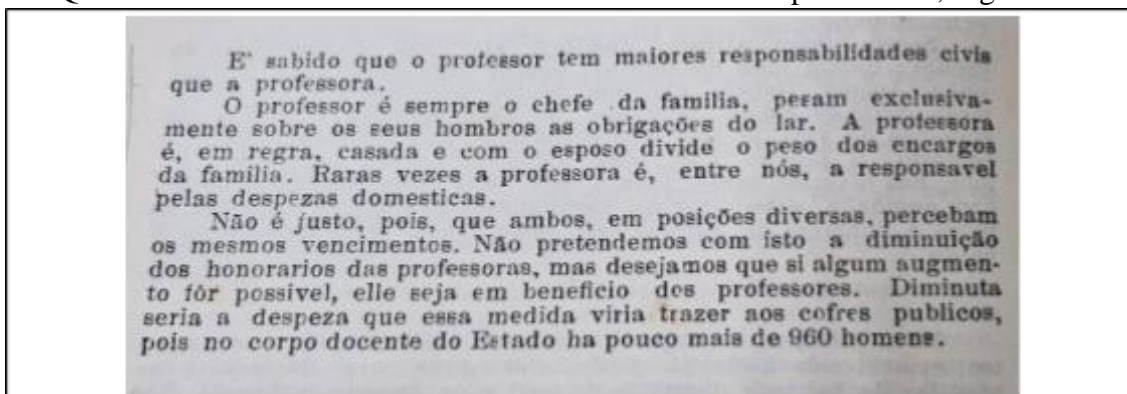 E' sabido que o professor tem maiores responsabilidades civis
que a professora.
O professor é sempre o chefe da familia, pesam exclusiva-
mente sobre os seus hombros as obrigações do lar. A professora
é, em regra, casada e com o esposo divide o peso dos encargos
da familia. Raras vezes a professora é, entre nós, a responsavel
pelas despezas domesticas.
Não é justo, pois, que ambos, em posições diversas, percebam
os mesmos vencimentos. Não pretendemos com isto a diminuição
dos honorarios das professoras, mas desejamos que si algum augmen-
to fôr possivel, elle seja em beneficio dos professores. Diminuta
seria a despeza que essa medida viria trazer aos cofres publicos,
pois no corpo docente do Estado ha pouco mais de 960 homens.